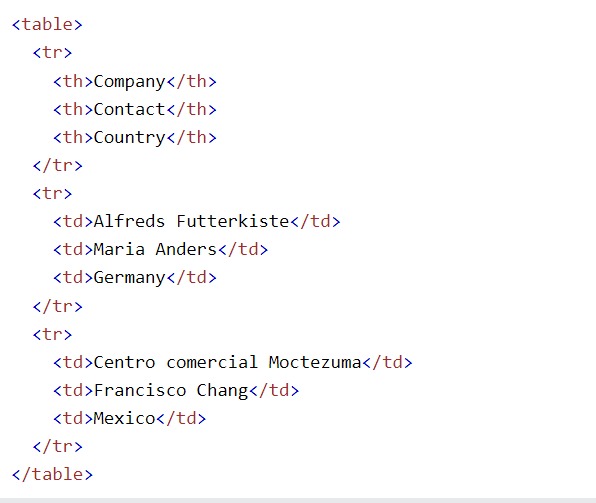 <table>
  <tr>
    <th>Company</th>
    <th>Contact</th>
    <th>Country</th>
  </tr>
  <tr>
    <td>Alfreds Futterkiste</td>
    <td>Maria Anders</td>
    <td>Germany</td>
  </tr>
  <tr>
    <td>Centro comercial Moctezuma</td>
    <td>Francisco Chang</td>
    <td>Mexico</td>
  </tr>
</table>